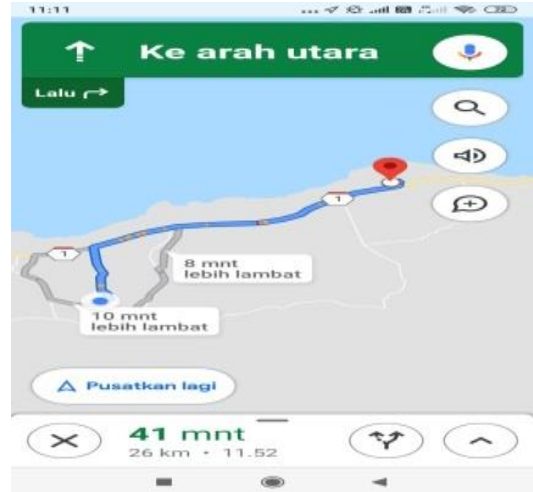 11:11
Ke arah utara
Lalu
1
1
8 mnt
lebih lambat
10 mnt
lebih lambat
Pusatkan lagi
41 mnt
26 km • 11.52